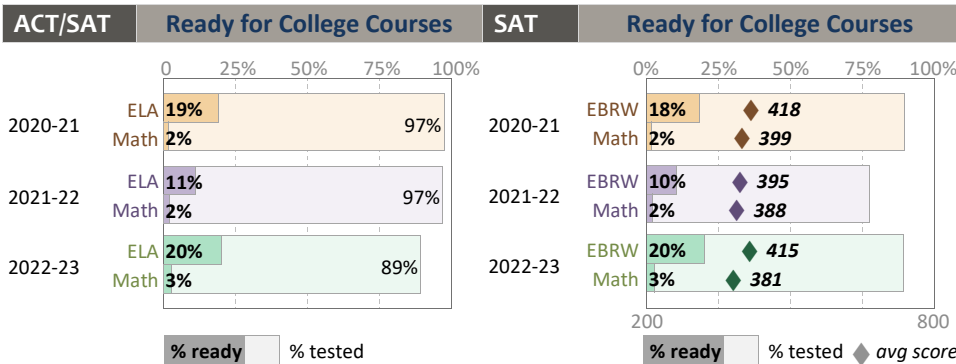 ACT/SAT Ready for College Courses
0 25% 50% 75% 100%
2020-21
ELA 19%
Math 2%
97%
2021-22
ELA 11%
Math 2%
97%
2022-23
ELA 20%
Math 3%
89%
% ready % tested
SAT Ready for College Courses
0% 25% 50% 75% 100%
2020-21
EBRW 18% 418
Math 2% 399
2021-22
EBRW 10% 395
Math 2% 388
2022-23
EBRW 20% 415
Math 3% 381
200 800
% ready % tested avg score